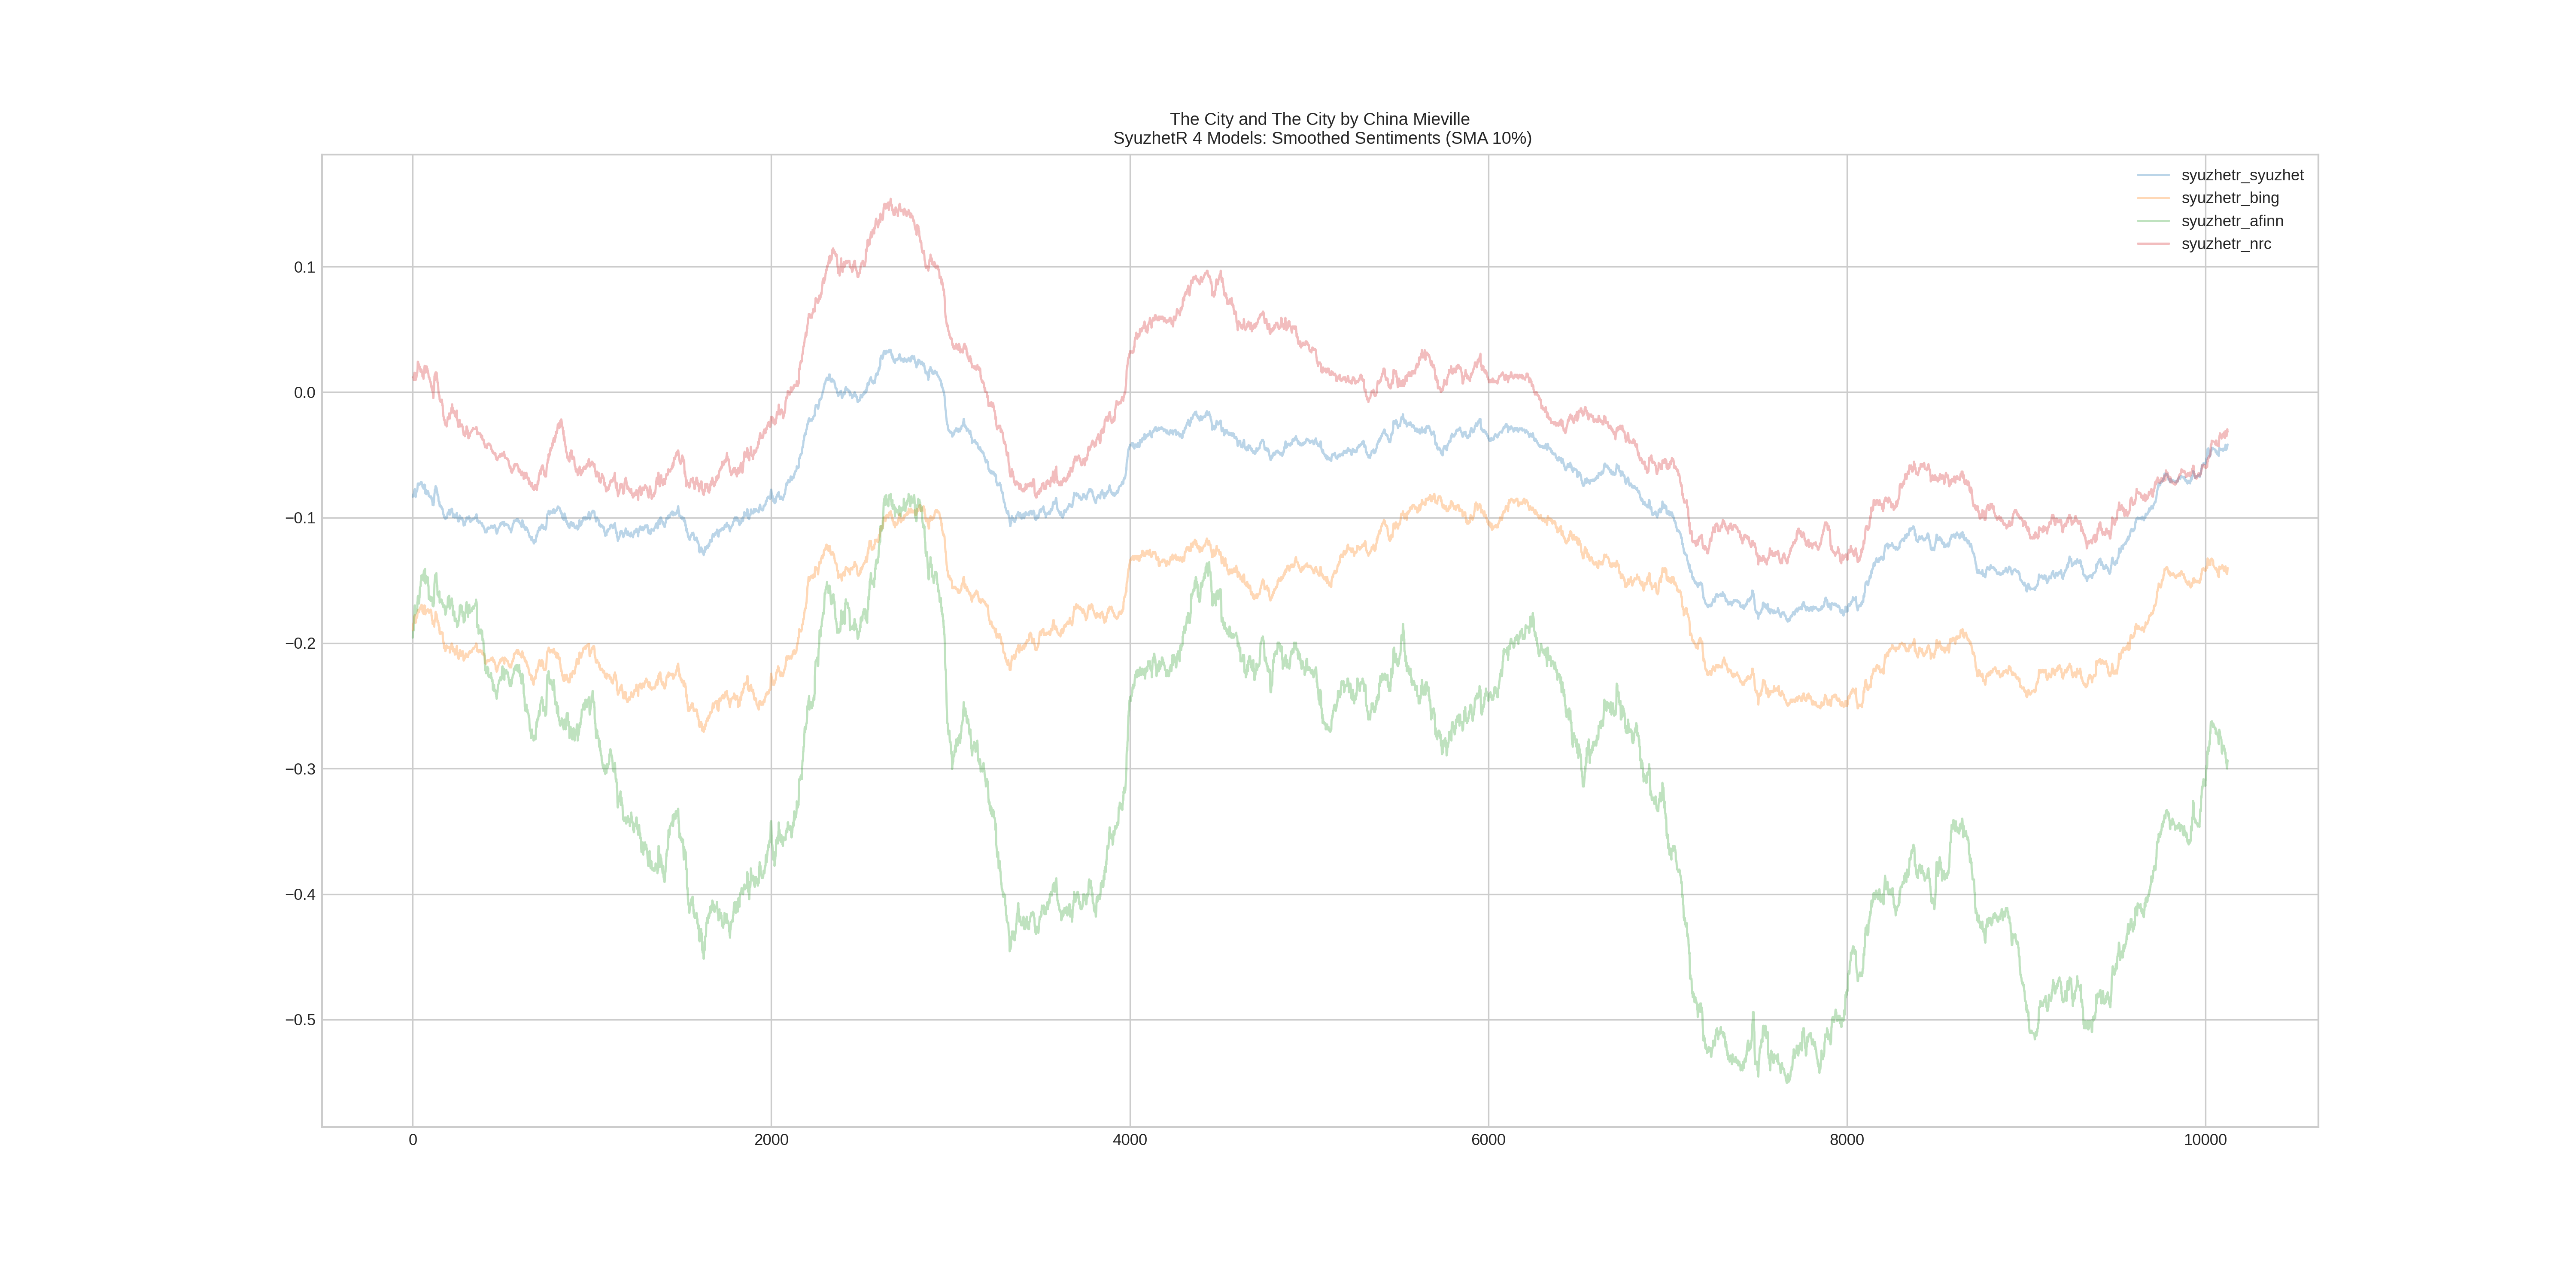 The City and The City by China Mieville
SyuzhetR 4 Models: Smoothed Sentiments (SMA 10%)
syuzhetr_syuzhet
syuzhetr_bing
syuzhetr_afinn
syuzhetr_nrc
0.1
0.0
−0.1
−0.2
−0.3
−0.4
−0.5
0 2000 4000 6000 8000 10000